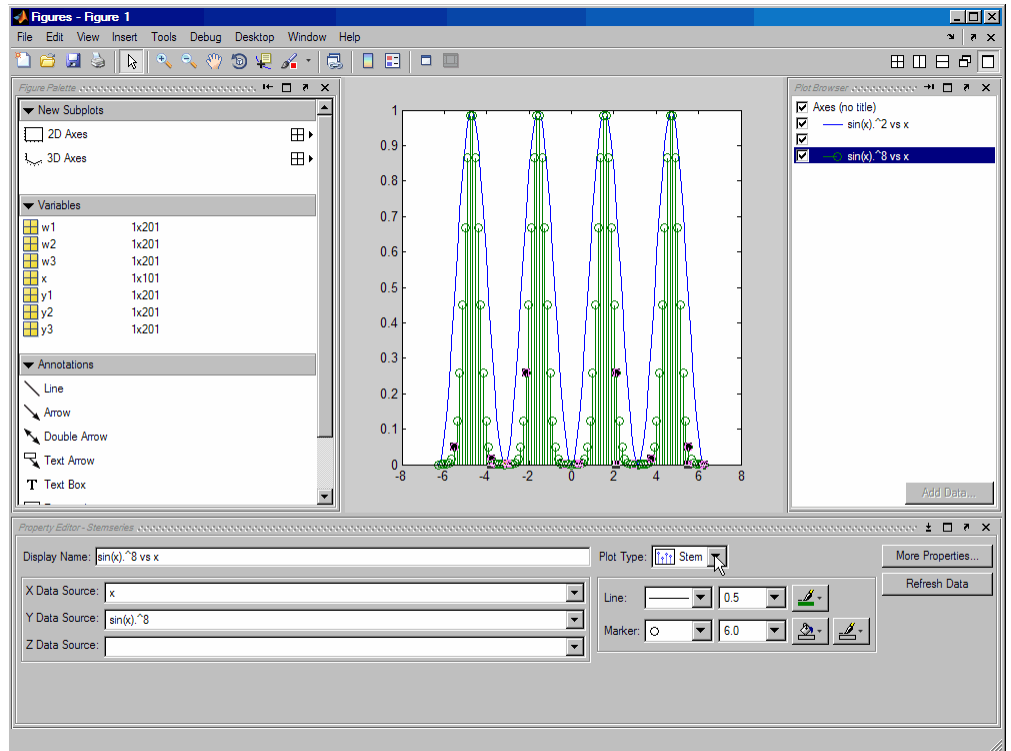 Figures - Figure 1
File Edit View Insert Tools Debug Desktop Window Help
Figure Palette
New Subplots
2D Axes
3D Axes
Variables
w1 1x201
w2 1x201
w3 1x201
x 1x101
y1 1x201
y2 1x201
y3 1x201
Annotations
Line
Arrow
Double Arrow
Text Arrow
T Text Box
1
0.9
0.8
0.7
0.6
0.5
0.4
0.3
0.2
0.1
0
-8 -6 -4 -2 0 2 4 6 8
Plot Browser
Axes (no title)
sin(x).^2 vs x
sin(x).^8 vs x
Add Data...
Property Editor - Stemseries
Display Name: sin(x).^8 vs x
X Data Source: x
Y Data Source: sin(x).^8
Z Data Source:
Plot Type: Stem
Line: 0.5
Marker: 6.0
More Properties...
Refresh Data